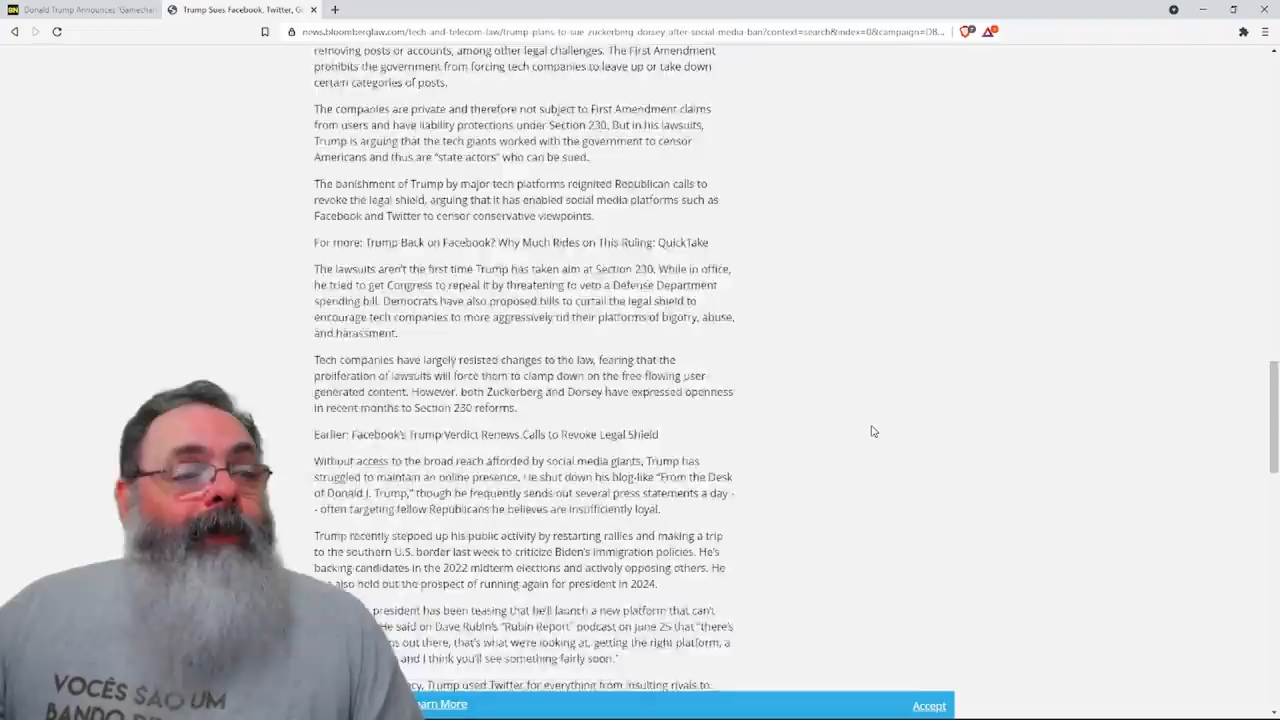 Donald Trump Announces 'Gamechan
Trump Sues Facebook, Twitter, G
news.bloomberglaw.com/tech-and-telecom-law/trump-plans-to-sue-zuckerberg-dorsey-after-social-media-ban?context=search&index=0&campaign=DB...
removing posts or accounts, among other legal challenges. The First Amendment
prohibits the government from forcing tech companies to leave up or take down
certain categories of posts.
The companies are private and therefore not subject to First Amendment claims
from users and have liability protections under Section 230. But in his lawsuits,
Trump is arguing that the tech giants worked with the government to censor
Americans and thus are "state actors" who can be sued.
The banishment of Trump by major tech platforms reignited Republican calls to
revoke the legal shield, arguing that it has enabled social media platforms such as
Facebook and Twitter to censor conservative viewpoints.
For more: Trump Back on Facebook? Why Much Rides on This Ruling: QuickTake
The lawsuits aren't the first time Trump has taken aim at Section 230. While in office,
he tried to get Congress to repeal it by threatening to veto a Defense Department
spending bill. Democrats have also proposed bills to curtail the legal shield to
encourage tech companies to more aggressively rid their platforms of bigotry, abuse,
and harassment.
Tech companies have largely resisted changes to the law, fearing that the
proliferation of lawsuits will force them to clamp down on the free-flowing user
generated content. However, both Zuckerberg and Dorsey have expressed openness
in recent months to Section 230 reforms.
Earlier: Facebook's Trump Verdict Renews Calls to Revoke Legal Shield
Without access to the broad reach afforded by social media giants, Trump has
struggled to maintain an online presence. He shut down his blog-like "From the Desk
of Donald J. Trump," though he frequently sends out several press statements a day -
- often targeting fellow Republicans he believes are insufficiently loyal.
Trump recently stepped up his public activity by restarting rallies and making a trip
to the southern U.S. border last week to criticize Biden's immigration policies. He's
backing candidates in the 2022 midterm elections and actively opposing others. He
also held out the prospect of running again for president in 2024.
president has been teasing that he'll launch a new platform that can't
He said on Dave Rubin's "Rubin Report" podcast on June 25 that "there's
out there, that's what we're looking at, getting the right platform, a
and I think you'll see something fairly soon."
Trump used Twitter for everything from insulting rivals to
More
Accept
VOCÊS SÃO UM
BANDO